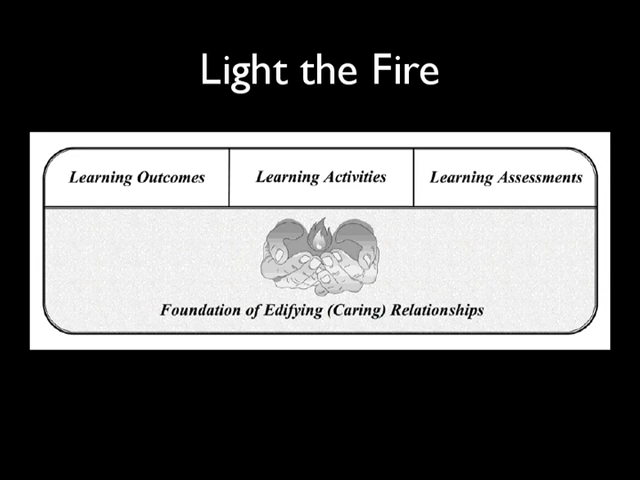 Light the Fire
Learning Outcomes
Learning Activities
Learning Assessments
Foundation of Edifying (Caring) Relationships